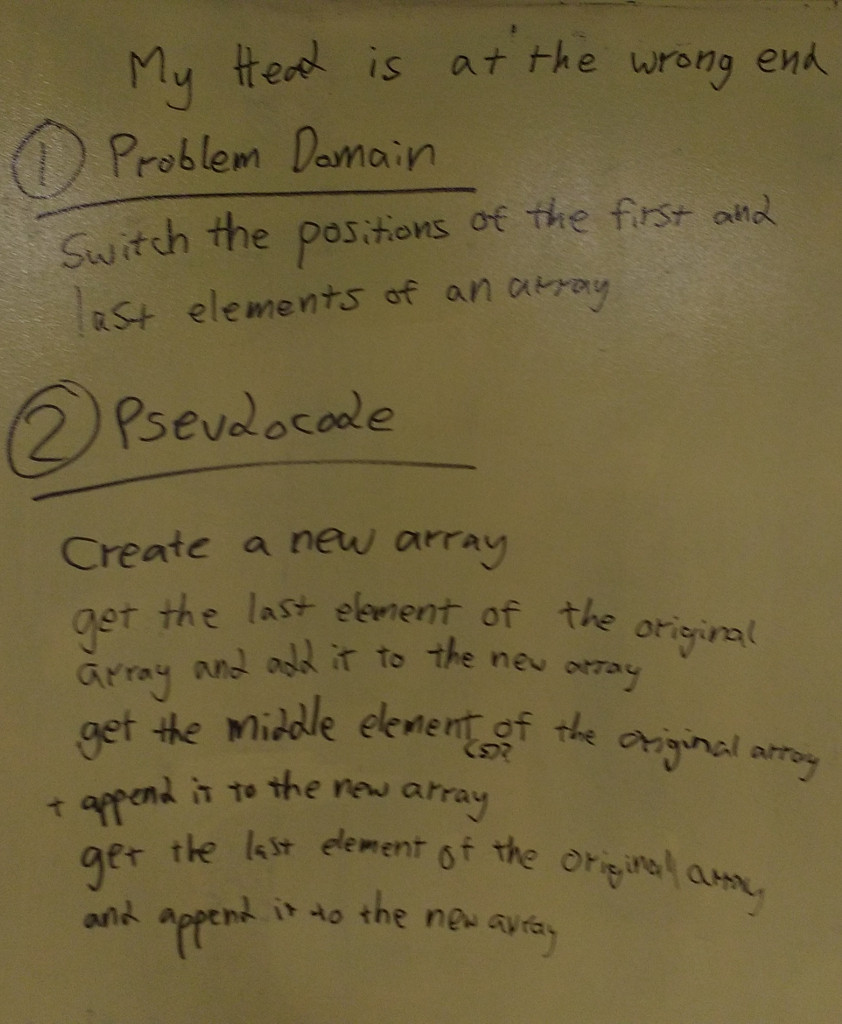 My Head is at the wrong end
1 Problem Domain
Switch the positions of the first and
last elements of an array
2 Pseudocode
Create a new array
get the last element of the original
array and add it to the new array
get the middle element of the original array
(s)?
+ append it to the new array
get the last element of the original array
and append it to the new array